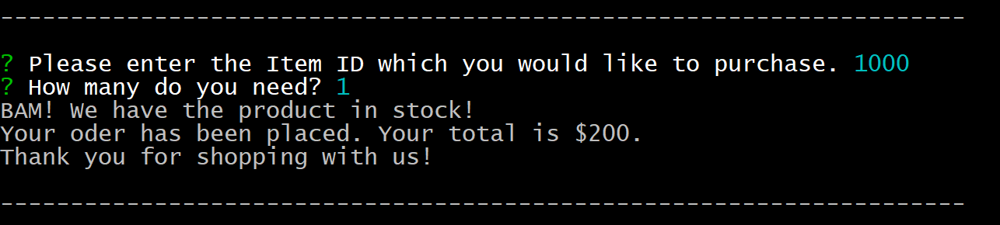 ---------------------------------------------------------------------
? Please enter the Item ID which you would like to purchase. 1000
? How many do you need? 1
BAM! We have the product in stock!
Your oder has been placed. Your total is $200.
Thank you for shopping with us!
---------------------------------------------------------------------